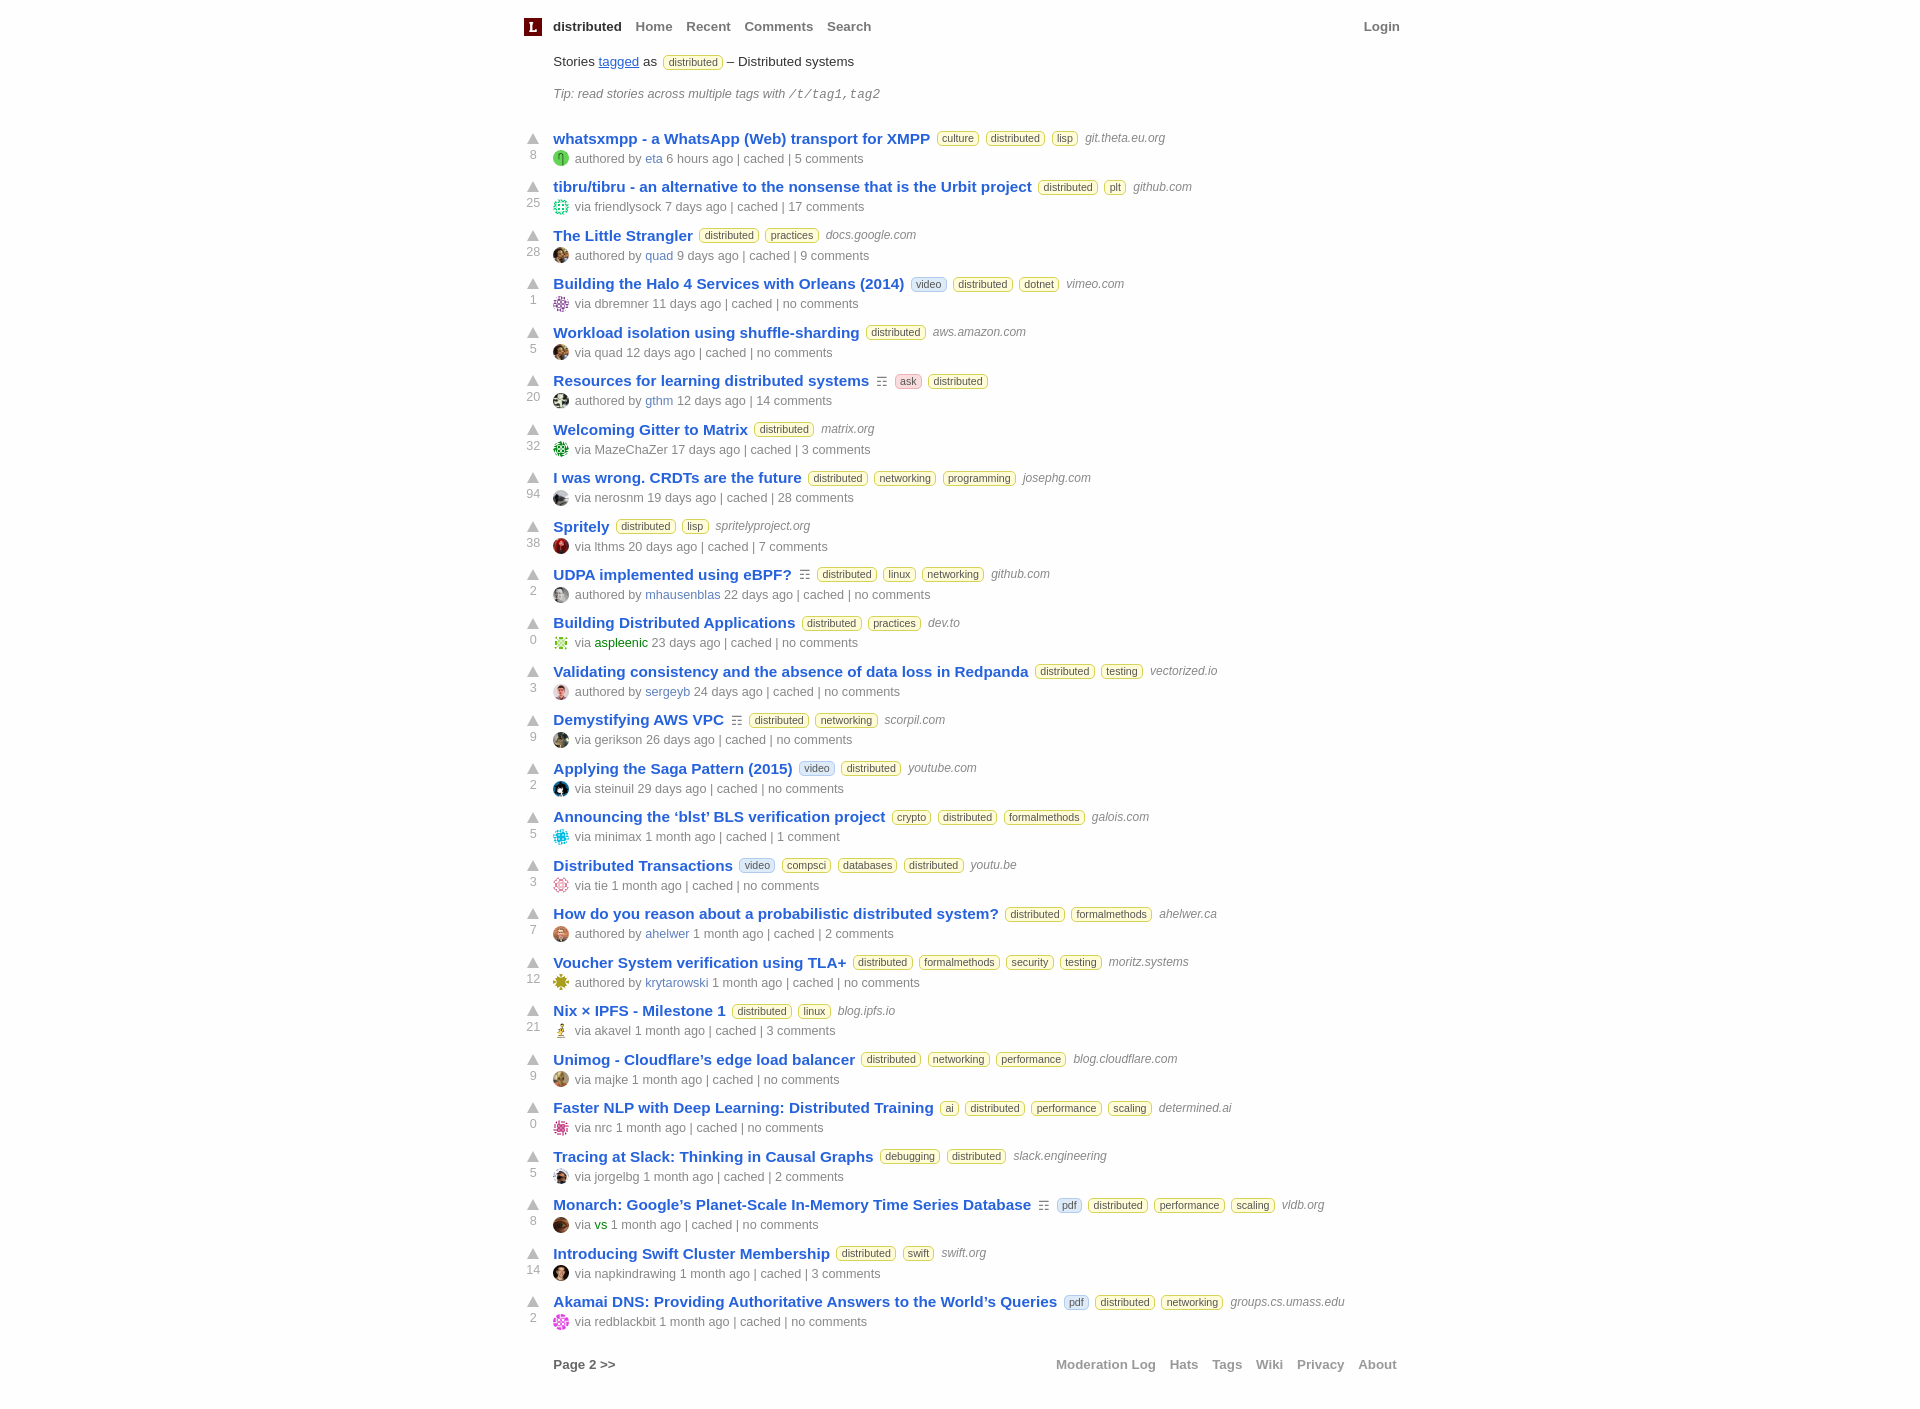 L distributed Home Recent Comments Search Login
Stories tagged as distributed – Distributed systems
Tip: read stories across multiple tags with /t/tag1,tag2
whatsxmpp - a WhatsApp (Web) transport for XMPP culture distributed lisp git.theta.eu.org
8 authored by eta 6 hours ago | cached | 5 comments
tibru/tibru - an alternative to the nonsense that is the Urbit project distributed plt github.com
25 via friendlysock 7 days ago | cached | 17 comments
The Little Strangler distributed practices docs.google.com
28 authored by quad 9 days ago | cached | 9 comments
Building the Halo 4 Services with Orleans (2014) video distributed dotnet vimeo.com
1 via dbremner 11 days ago | cached | no comments
Workload isolation using shuffle-sharding distributed aws.amazon.com
5 via quad 12 days ago | cached | no comments
Resources for learning distributed systems ☶ ask distributed
20 authored by gthm 12 days ago | 14 comments
Welcoming Gitter to Matrix distributed matrix.org
32 via MazeChaZer 17 days ago | cached | 3 comments
I was wrong. CRDTs are the future distributed networking programming josephg.com
94 via nerosnm 19 days ago | cached | 28 comments
Spritely distributed lisp spritelyproject.org
38 via lthms 20 days ago | cached | 7 comments
UDPA implemented using eBPF? ☶ distributed linux networking github.com
2 authored by mhausenblas 22 days ago | cached | no comments
Building Distributed Applications distributed practices dev.to
0 via aspleenic 23 days ago | cached | no comments
Validating consistency and the absence of data loss in Redpanda distributed testing vectorized.io
3 authored by sergeyb 24 days ago | cached | no comments
Demystifying AWS VPC ☶ distributed networking scorpil.com
9 via gerikson 26 days ago | cached | no comments
Applying the Saga Pattern (2015) video distributed youtube.com
2 via steinuil 29 days ago | cached | no comments
Announcing the ‘blst’ BLS verification project crypto distributed formalmethods galois.com
5 via minimax 1 month ago | cached | 1 comment
Distributed Transactions video compsci databases distributed youtu.be
3 via tie 1 month ago | cached | no comments
How do you reason about a probabilistic distributed system? distributed formalmethods ahelwer.ca
7 authored by ahelwer 1 month ago | cached | 2 comments
Voucher System verification using TLA+ distributed formalmethods security testing moritz.systems
12 authored by krytarowski 1 month ago | cached | no comments
Nix × IPFS - Milestone 1 distributed linux blog.ipfs.io
21 via akavel 1 month ago | cached | 3 comments
Unimog - Cloudflare’s edge load balancer distributed networking performance blog.cloudflare.com
9 via majke 1 month ago | cached | no comments
Faster NLP with Deep Learning: Distributed Training ai distributed performance scaling determined.ai
0 via nrc 1 month ago | cached | no comments
Tracing at Slack: Thinking in Causal Graphs debugging distributed slack.engineering
5 via jorgelbg 1 month ago | cached | 2 comments
Monarch: Google’s Planet-Scale In-Memory Time Series Database ☶ pdf distributed performance scaling vldb.org
8 via vs 1 month ago | cached | no comments
Introducing Swift Cluster Membership distributed swift swift.org
14 via napkindrawing 1 month ago | cached | 3 comments
Akamai DNS: Providing Authoritative Answers to the World’s Queries pdf distributed networking groups.cs.umass.edu
2 via redblackbit 1 month ago | cached | no comments
Page 2 >> Moderation Log Hats Tags Wiki Privacy About